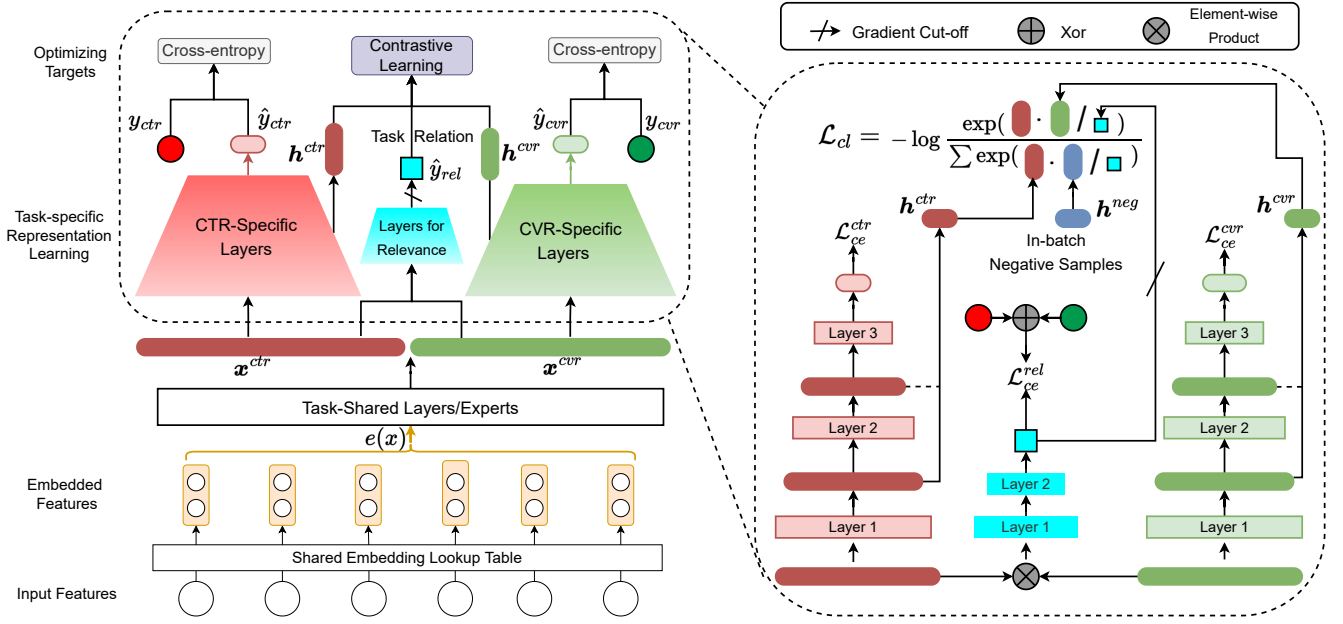 Optimizing
Targets
Cross-entropy
Contrastive
Learning
Cross-entropy
y_ctr
ŷ_ctr
h^ctr
Task Relation
ŷ_rel
h^cvr
ŷ_cvr
y_cvr
Task-specific
Representation
Learning
CTR-Specific
Layers
Layers for
Relevance
CVR-Specific
Layers
x^ctr
x^cvr
Task-Shared Layers/Experts
e(x)
Embedded
Features
Shared Embedding Lookup Table
Input Features
Gradient Cut-off
Xor
Element-wise
Product
L_cl = − log
exp( · / )
∑ exp( · / )
h^ctr
h^neg
h^cvr
In-batch
Negative Samples
L_ce^ctr
L_ce^cvr
Layer 3
Layer 3
L_ce^rel
Layer 2
Layer 2
Layer 2
Layer 1
Layer 1
Layer 1